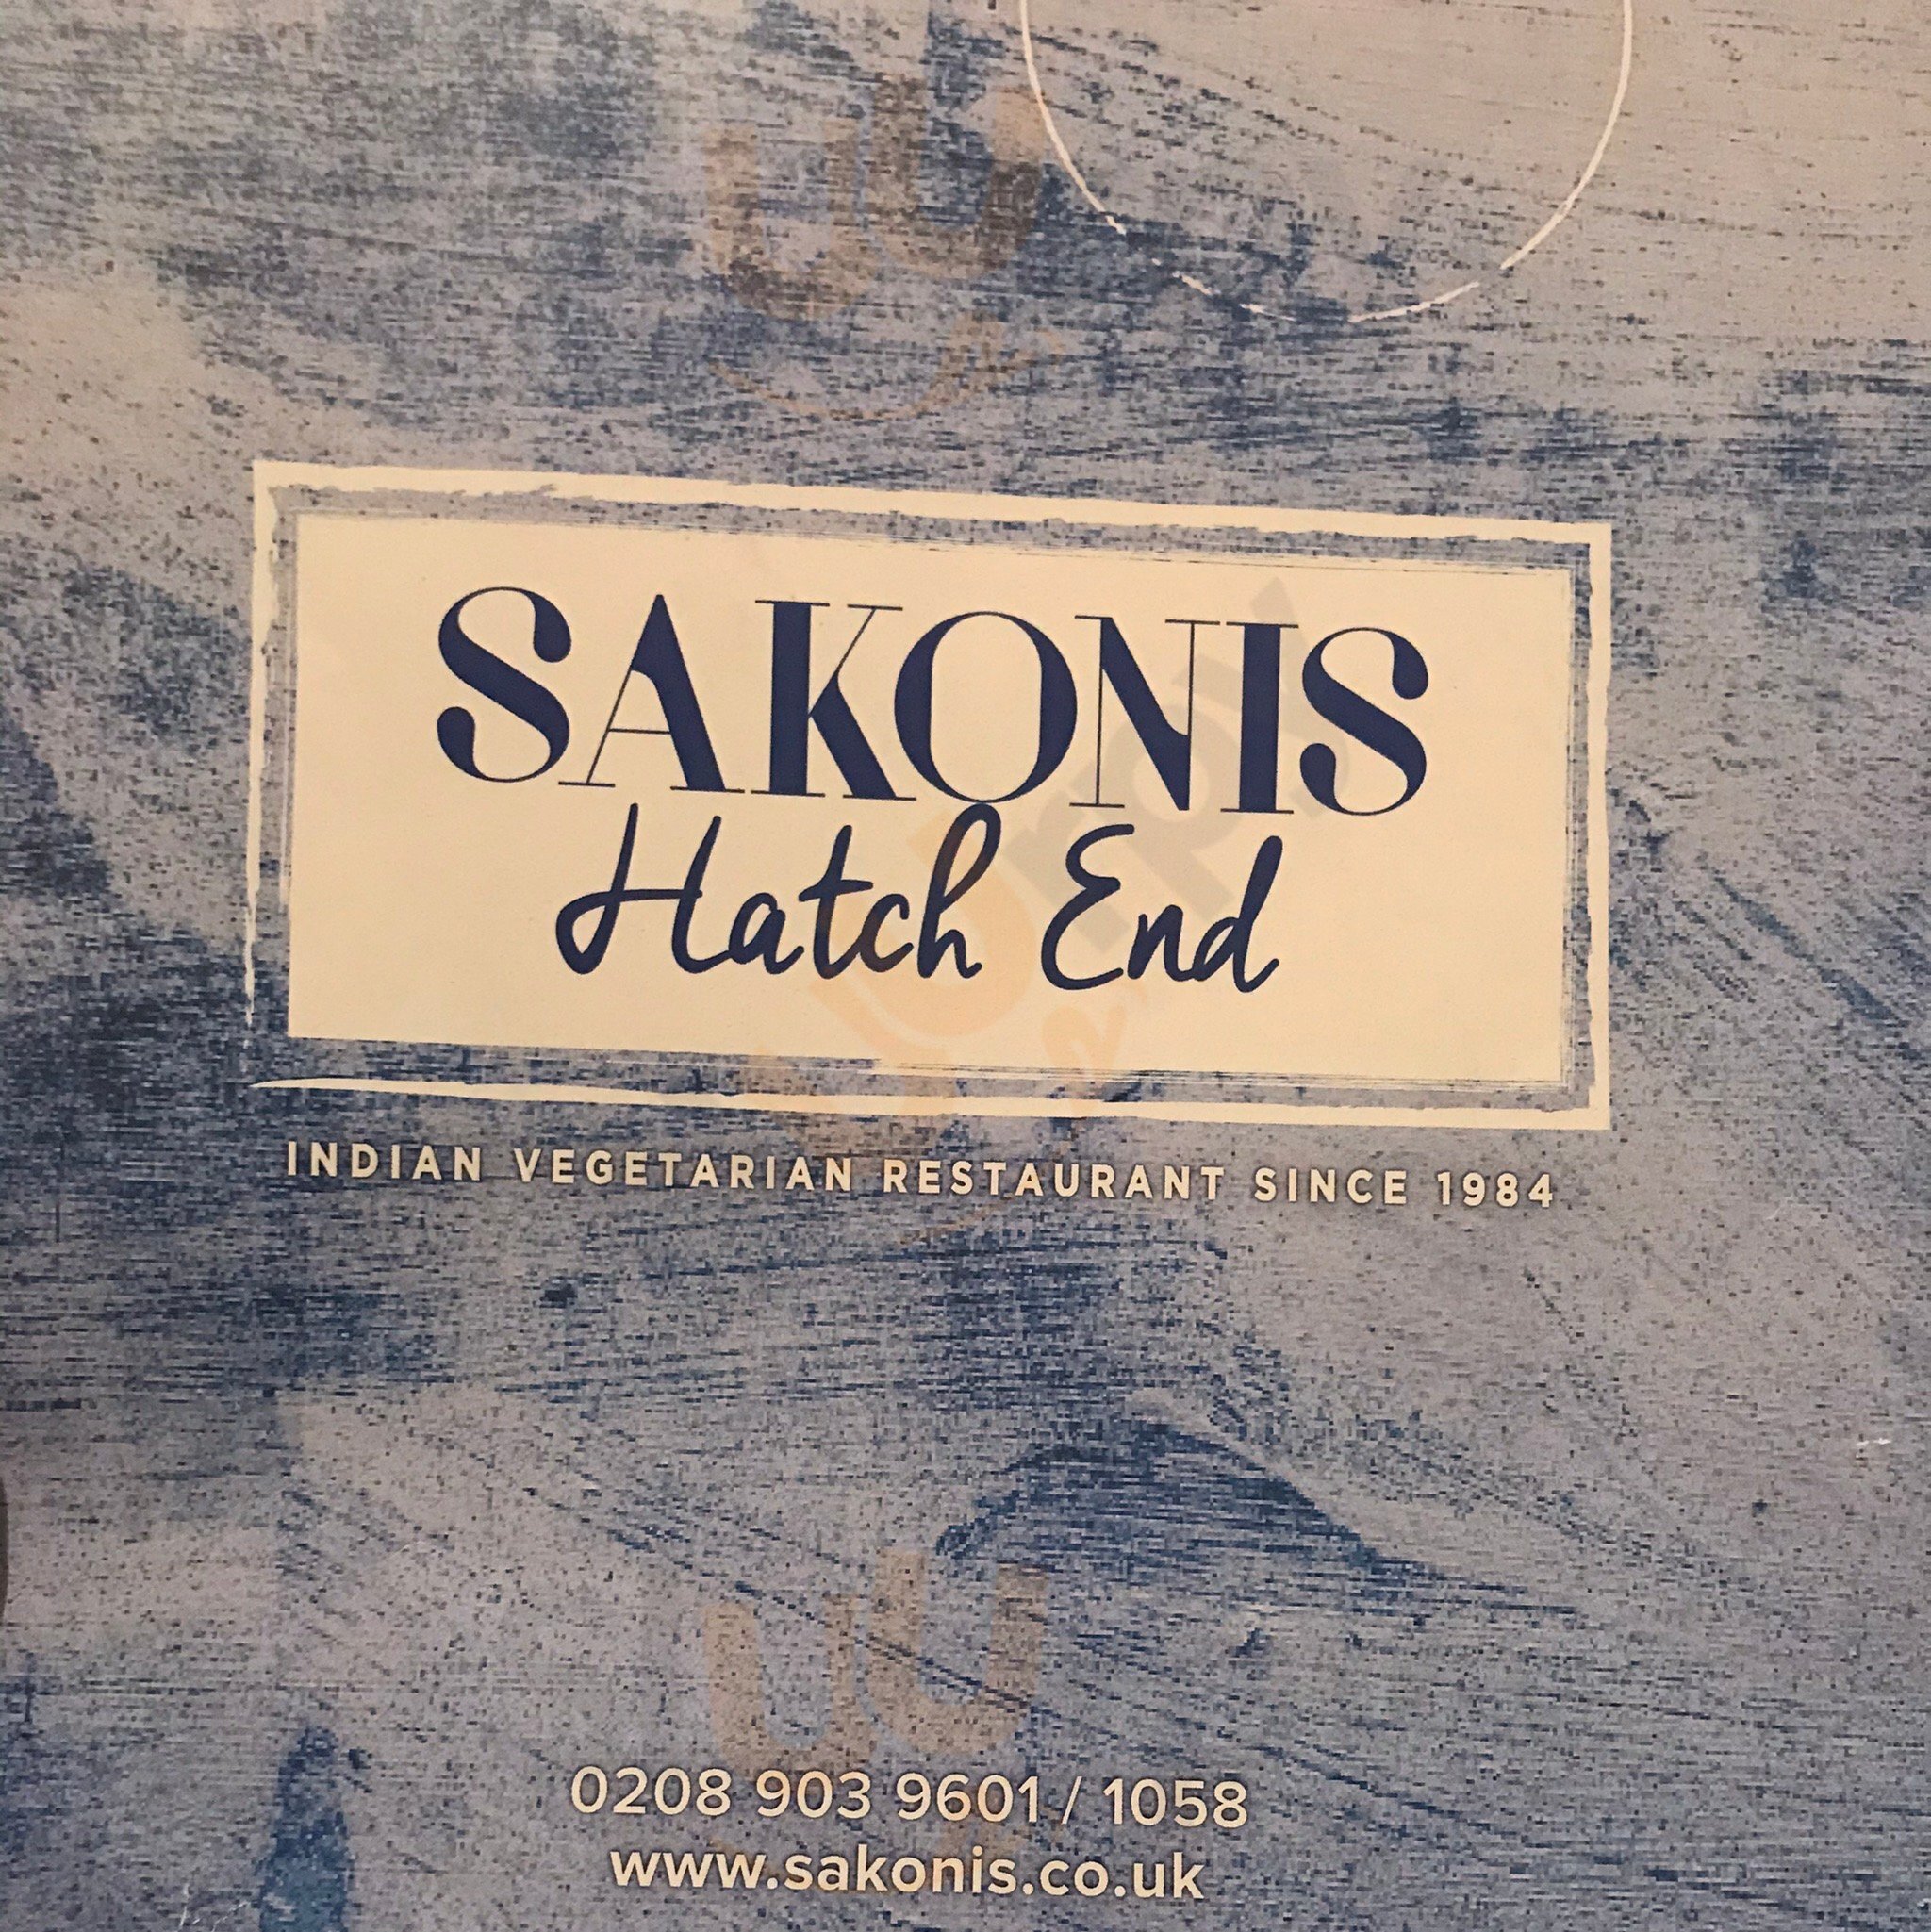 SAKONIS
Hatch End
INDIAN VEGETARIAN RESTAURANT SINCE 1984
0208 903 9601 / 1058
www.sakonis.co.uk